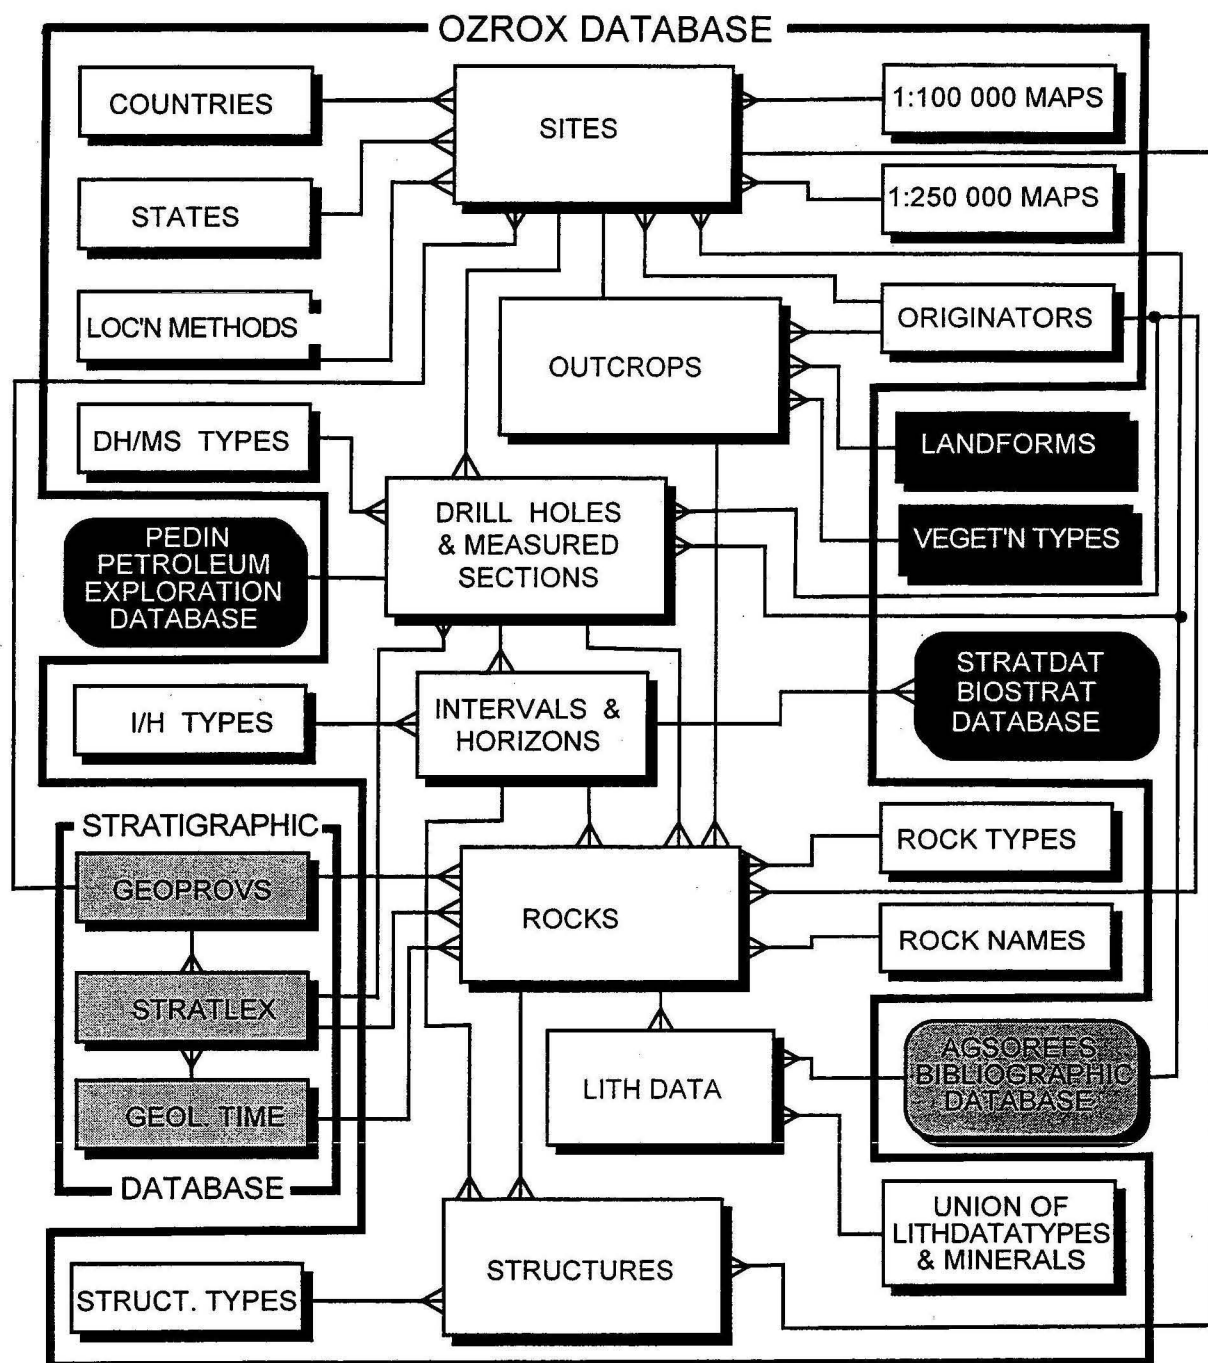 OZROX DATABASE
COUNTRIES
SITES
1:100 000 MAPS
STATES
1:250 000 MAPS
LOC'N METHODS
ORIGINATORS
OUTCROPS
DH/MS TYPES
LANDFORMS
DRILL HOLES
& MEASURED
SECTIONS
VEGET'N TYPES
PEDIN
PETROLEUM
EXPLORATION
DATABASE
STRATDAT
BIOSTRAT
DATABASE
I/H TYPES
INTERVALS &
HORIZONS
STRATIGRAPHIC
GEOPROVS
ROCKS
ROCK TYPES
ROCK NAMES
STRATLEX
AGSOREFS
BIBLIOGRAPHIC
DATABASE
GEOL. TIME
LITH DATA
DATABASE
UNION OF
LITHDATATYPES
& MINERALS
STRUCTURES
STRUCT. TYPES